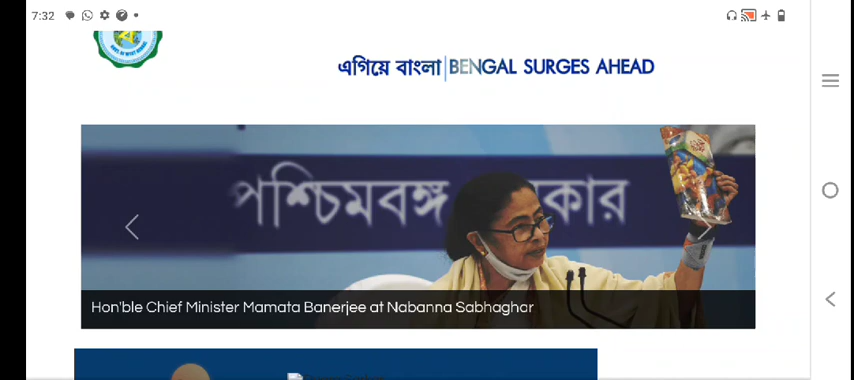 7:32
এগিয়ে বাংলা BENGAL SURGES AHEAD
পশ্চিমবঙ্গ
কার
Hon'ble Chief Minister Mamata Banerjee at Nabanna Sabhaghar